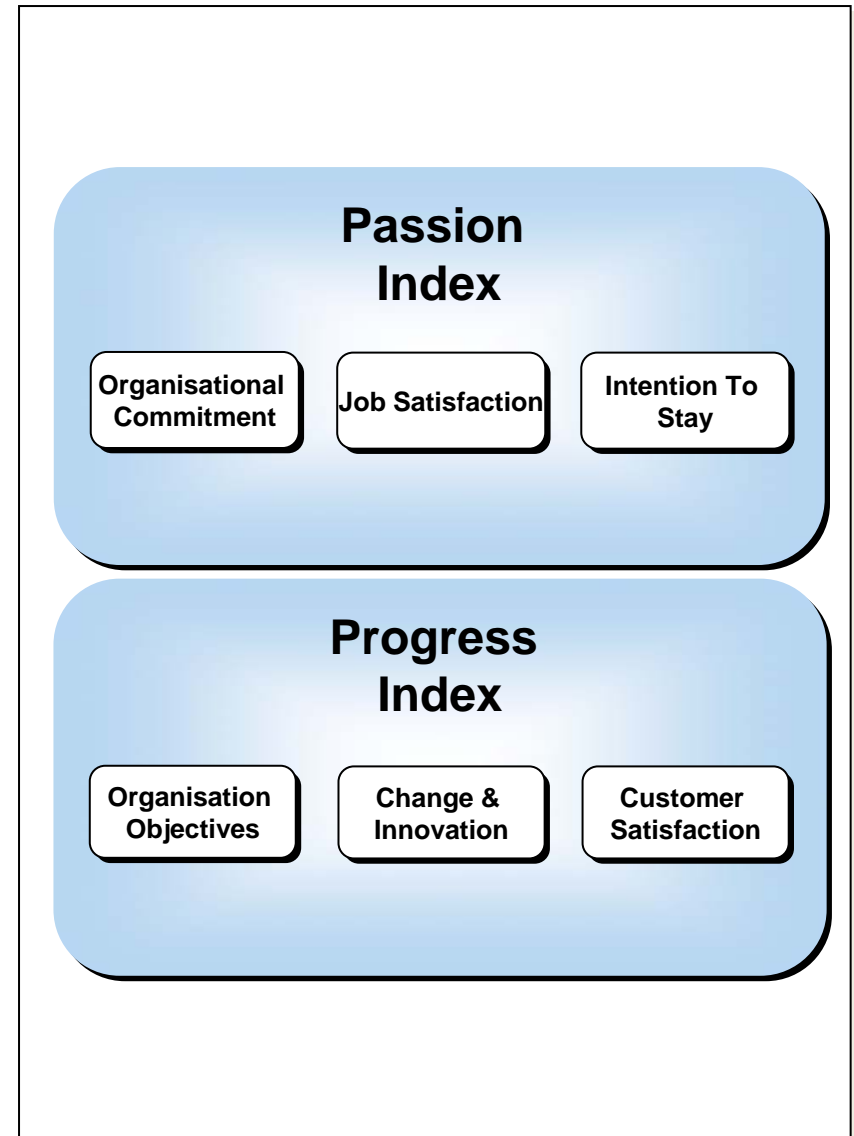 Passion
Index
Organisational
Commitment
Job Satisfaction
Intention To
Stay
Progress
Index
Organisation
Objectives
Change &
Innovation
Customer
Satisfaction